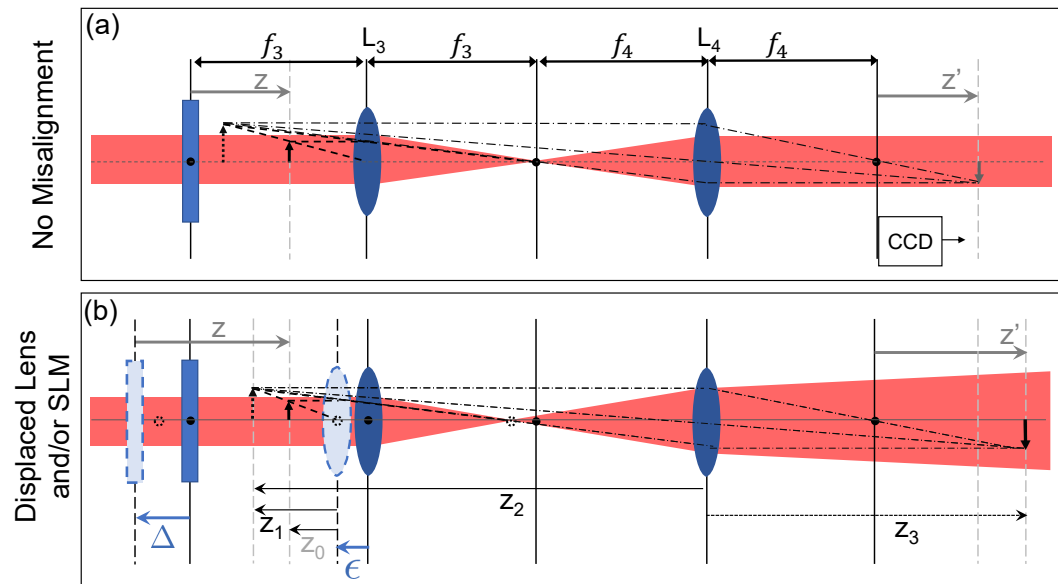 No Misalignment
(a)
f₃
L₃
f₃
f₄
L₄
f₄
z
z'
CCD
Displaced Lens
and/or SLM
(b)
z
z'
z₂
z₁
z₃
Δ
z₀
ϵ